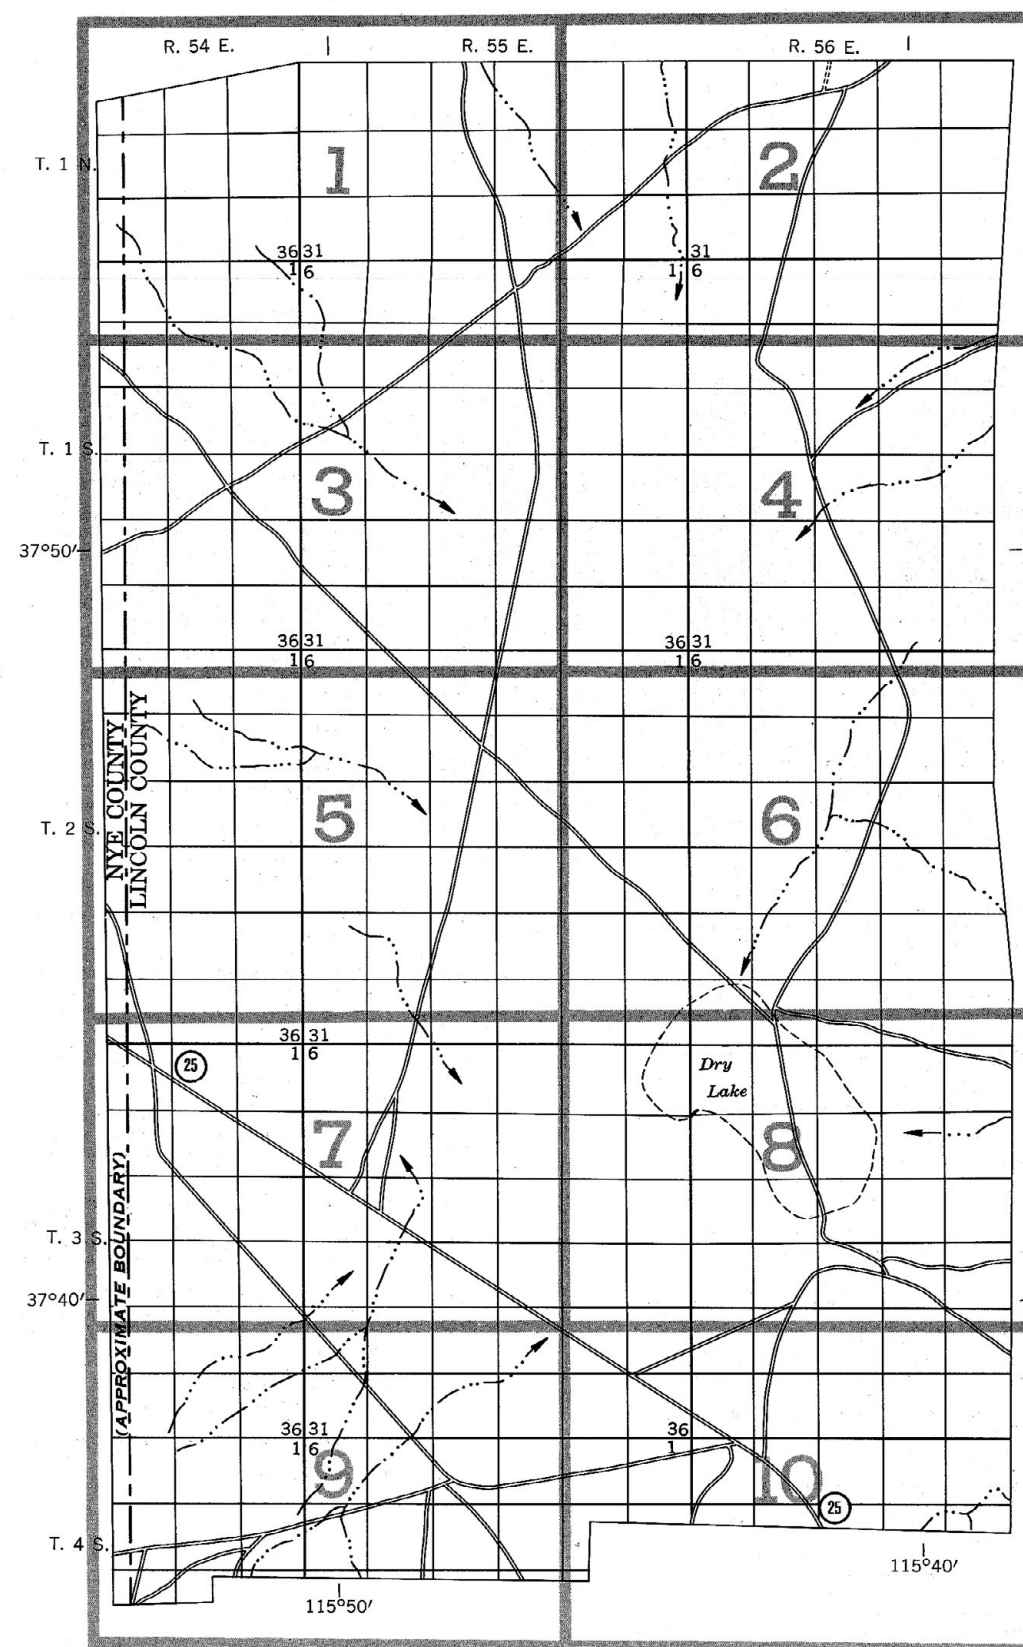 R. 54 E. R. 55 E. R. 56 E.
T. 1 N.
1 2
36 31 31
1 6 1 6
T. 1 S.
3 4
37°50′
36 31 36 31
1 6 1 6
NYE COUNTY
LINCOLN COUNTY
5 6
T. 2 S.
36 31
1 6
25
Dry
Lake
7 8
(APPROXIMATE BOUNDARY)
T. 3 S.
37°40′
36 31 36
1 6 1
9 10
25
T. 4 S.
115°50′ 115°40′